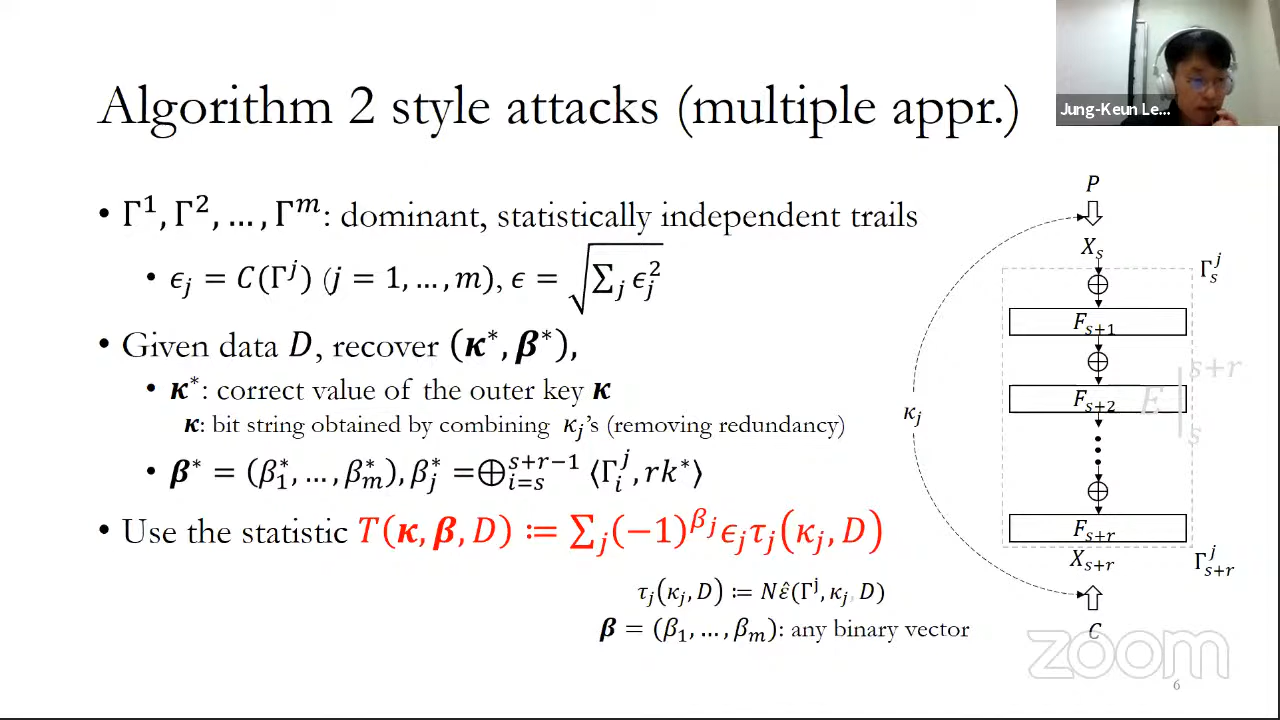 Algorithm 2 style attacks (multiple appr.)
Jung-Keun Le...
• Γ¹, Γ², …, Γᵐ: dominant, statistically independent trails
• ϵⱼ = C(Γʲ) (j = 1, …, m), ϵ = √(∑ⱼ ϵⱼ²)
• Given data D, recover (κ*, β*),
• κ*: correct value of the outer key κ
κ: bit string obtained by combining κⱼ's (removing redundancy)
• β* = (β₁*, …, βₘ*), βⱼ* = ⊕ᵢ₌ₛˢ⁺ʳ⁻¹ ⟨Γᵢʲ, rk*⟩
• Use the statistic T(κ, β, D) ≔ ∑ⱼ(−1)^βⱼ ϵⱼτⱼ(κⱼ, D)
τⱼ(κⱼ, D) ≔ Nε̂(Γʲ, κⱼ, D)
β = (β₁, …, βₘ): any binary vector
P
Xₛ
Γₛʲ
Fₛ₊₁
E|ₛˢ⁺ʳ
Fₛ₊₂
κⱼ
Fₛ₊ᵣ
Xₛ₊ᵣ
Γₛ₊ᵣʲ
C
zoom
6